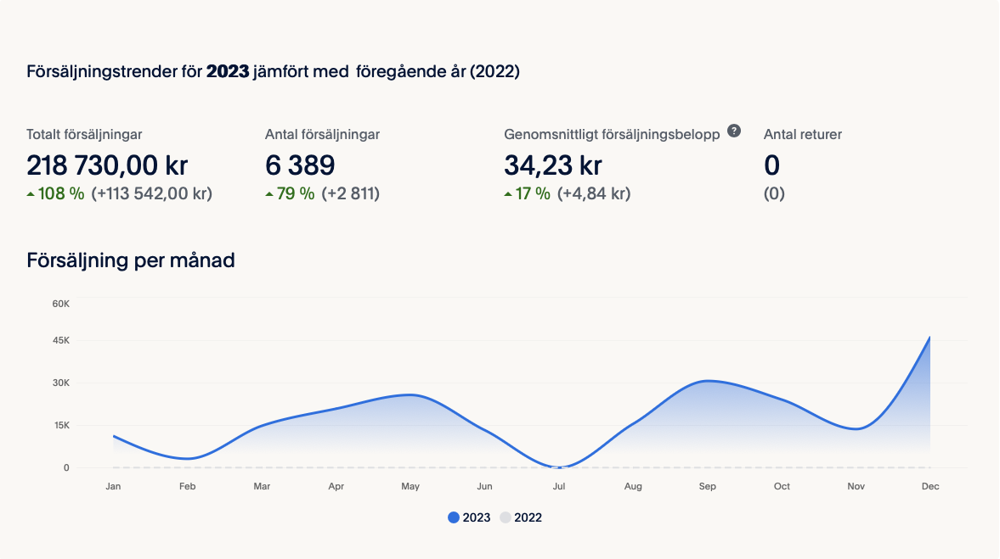 Försäljningstrender för 2023 jämfört med föregående år (2022)
Totalt försäljningar
218 730,00 kr
108 % (+113 542,00 kr)
Antal försäljningar
6 389
79 % (+2 811)
Genomsnittligt försäljningsbelopp ?
34,23 kr
17 % (+4,84 kr)
Antal returer
0
(0)
Försäljning per månad
60K
45K
30K
15K
0
Jan Feb Mar Apr May Jun Jul Aug Sep Oct Nov Dec
2023 2022